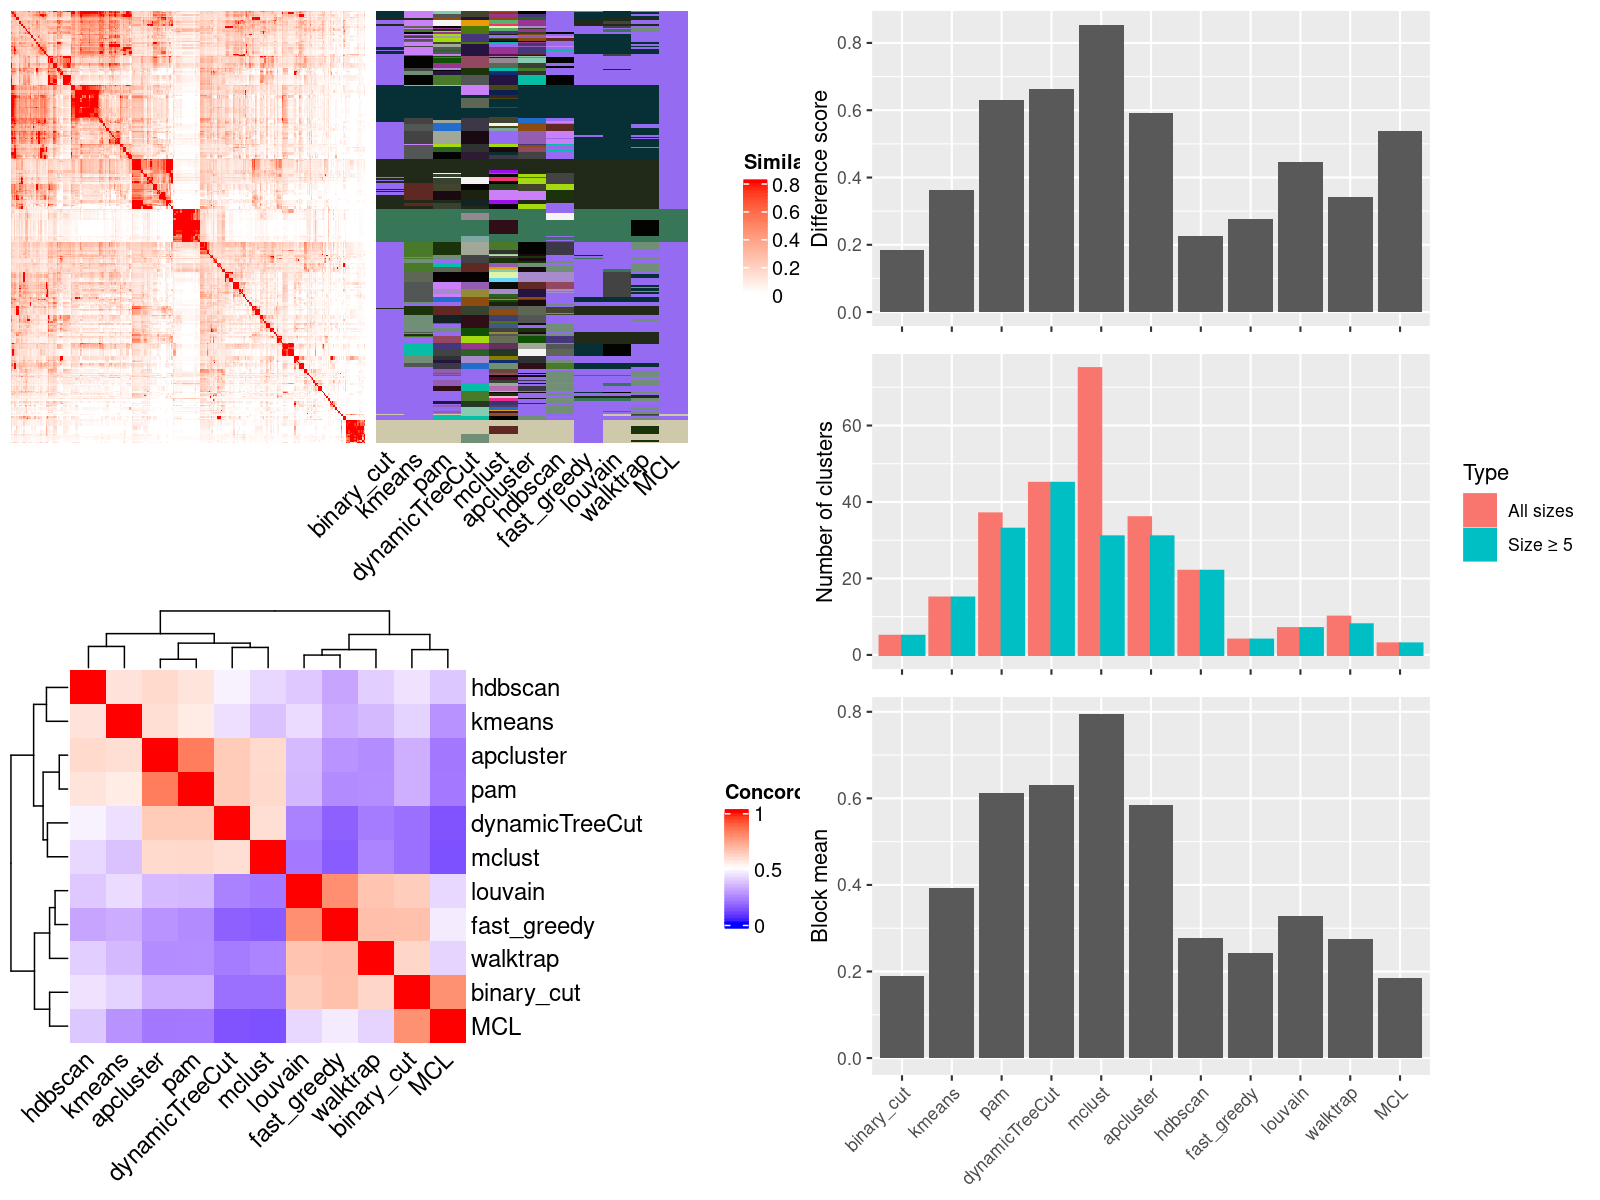 Simila
0.8
0.6
0.4
0.2
0
binary_cut
kmeans
pam
dynamicTreeCut
mclust
apcluster
hdbscan
fast_greedy
louvain
walktrap
MCL
hdbscan
kmeans
apcluster
pam
dynamicTreeCut
mclust
louvain
fast_greedy
walktrap
binary_cut
MCL
hdbscan
kmeans
apcluster
pam
dynamicTreeCut
mclust
louvain
fast_greedy
walktrap
binary_cut
MCL
Concord
1
0.5
0
Difference score
0.8
0.6
0.4
0.2
0.0
Number of clusters
60
40
20
0
Type
All sizes
Size ≥ 5
Block mean
0.8
0.6
0.4
0.2
0.0
binary_cut
kmeans
pam
dynamicTreeCut
mclust
apcluster
hdbscan
fast_greedy
louvain
walktrap
MCL